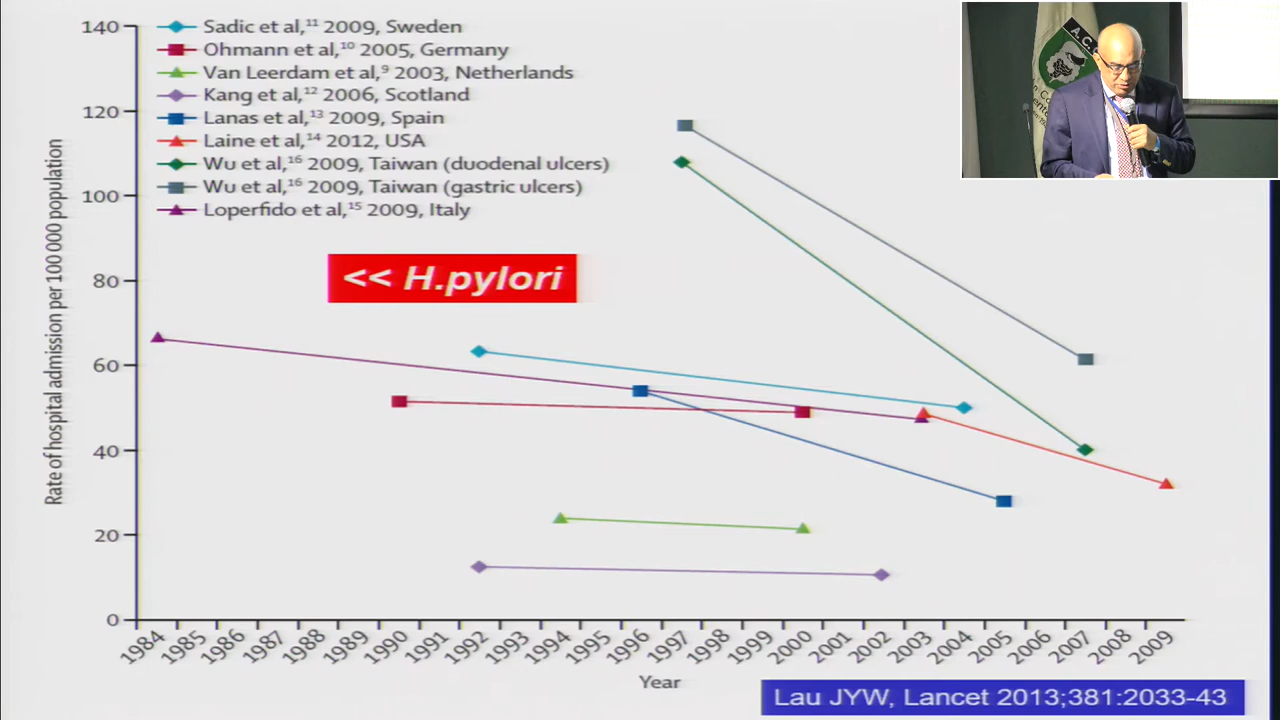 140
120
100
80
60
40
20
0
Rate of hospital admission per 100 000 population
Sadic et al,¹¹ 2009, Sweden
Ohmann et al,¹⁰ 2005, Germany
Van Leerdam et al,⁹ 2003, Netherlands
Kang et al,¹² 2006, Scotland
Lanas et al,¹³ 2009, Spain
Laine et al,¹⁴ 2012, USA
Wu et al,¹⁶ 2009, Taiwan (duodenal ulcers)
Wu et al,¹⁶ 2009, Taiwan (gastric ulcers)
Loperfido et al,¹⁵ 2009, Italy
<< H.pylori
1984 1985 1986 1987 1988 1989 1990 1991 1992 1993 1994 1995 1996 1997 1998 1999 2000 2001 2002 2003 2004 2005 2006 2007 2008 2009
Year
Lau JYW, Lancet 2013;381:2033-43
A.C.